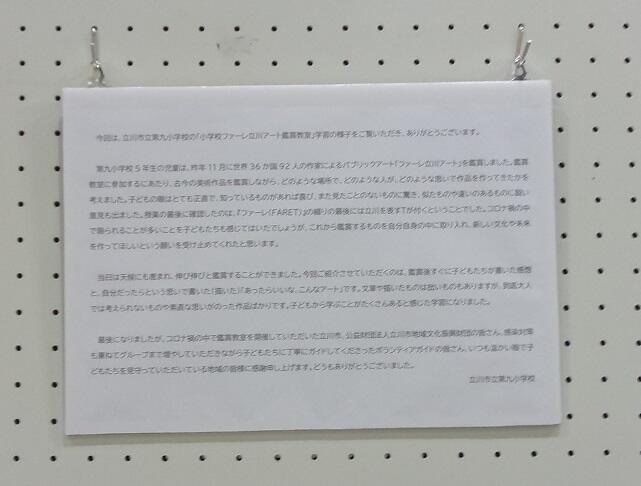 今回は、立川市立第九小学校の「小学校ファーレ立川アート鑑賞教室」学習の様子をご覧いただき、ありがとうございます。
第九小学校5年生の児童は、昨年11月に世界36か国92人の作家によるパブリックアート「ファーレ立川アート」を鑑賞しました。鑑賞
教室に参加するにあたり、古今の美術作品を鑑賞しながら、どのような場所で、どのような人が、どのような思いで作品を作ってきたかを
考えました。子どもの眼はとても正直で、知っているものがあれば喜び、また見たことのないものに驚き、似たものや違いのあるものに鋭い
意見も出ました。授業の最後に確認したのは、「ファーレ(FARET)」の綴りの最後には立川を表すTが付くということでした。コロナ禍の中
で限られることが多いことを子どもたちも感じてはいたでしょうが、これから鑑賞するものを自分自身の中に取り入れ、新しい文化や未来
を作ってほしいという願いを受け止めてくれたと思います。
当日は天候にも恵まれ、伸び伸びと鑑賞することができました。今回ご紹介させていただくのは、鑑賞後すぐに子どもたちが書いた感想
と、自分だったらという思いで書いた(描いた)「あったらいいな、こんなアート」です。文章や描いたものは拙いものもありますが、到底大人
では考えられないものや素直な思いがのった作品ばかりです。子どもから学ぶことがたくさんあると感じた学習になりました。
最後になりましたが、コロナ禍の中で鑑賞教室を開催していただいた立川市、公益財団法人立川市地域文化振興財団の皆さん、感染対策
も兼ねてグループまで増やしていただきながら子どもたちに丁寧にガイドしてくださったボランティアガイドの皆さん、いつも温かい眼で子
どもたちを見守っていただいている地域の皆様に感謝申し上げます。どうもありがとうございました。
立川市立第九小学校